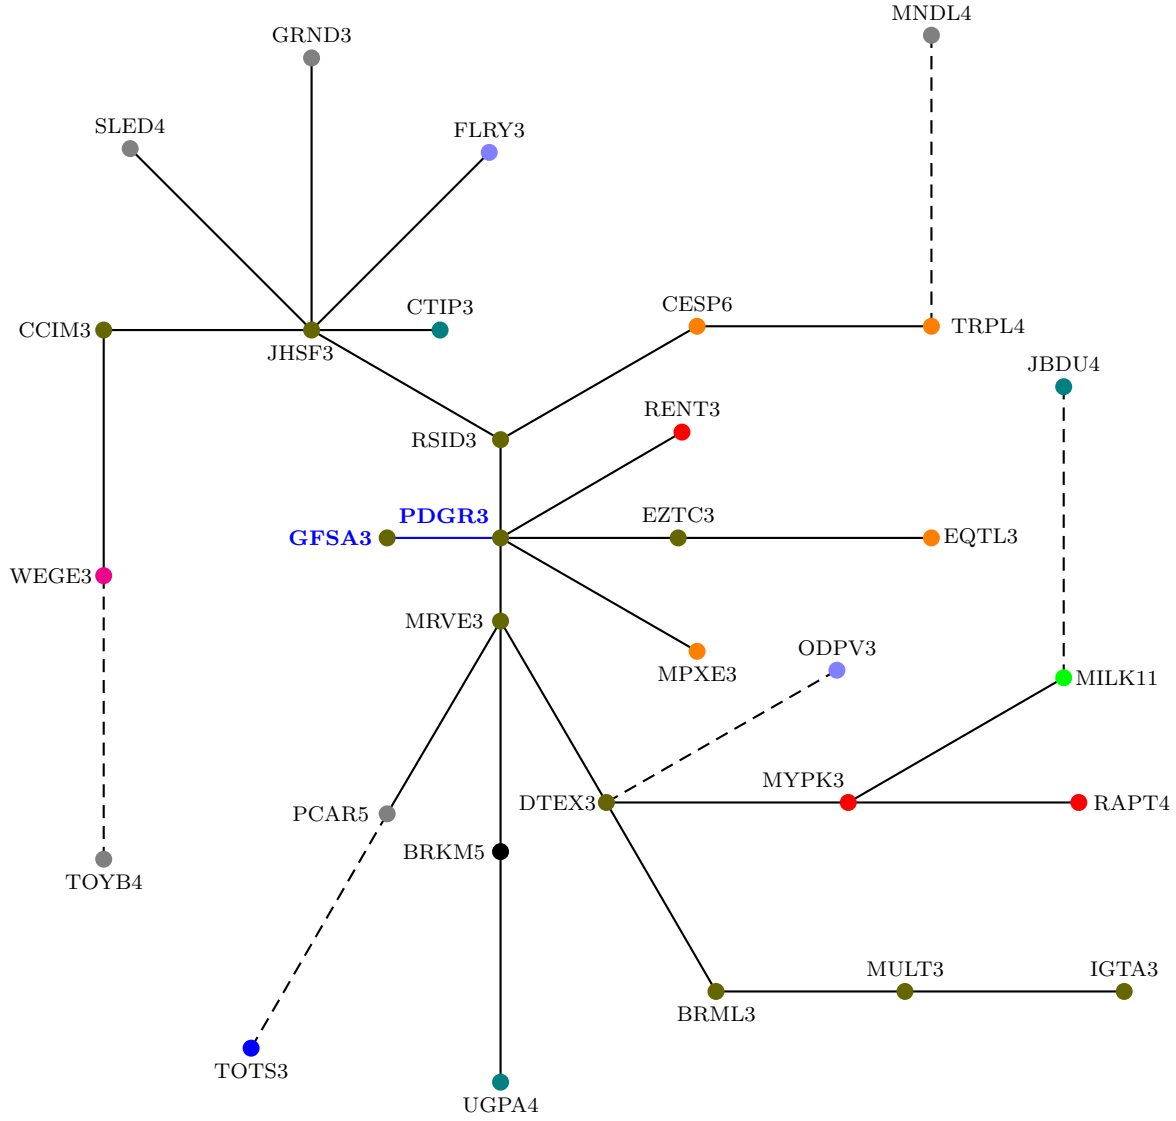 MNDL4
GRND3
SLED4
FLRY3
CTIP3
CESP6
CCIM3
TRPL4
JHSF3
JBDU4
RENT3
RSID3
PDGR3
EZTC3
GFSA3
EQTL3
WEGE3
MRVE3
ODPV3
MPXE3
MILK11
MYPK3
DTEX3
RAPT4
PCAR5
BRKM5
TOYB4
MULT3
IGTA3
BRML3
TOTS3
UGPA4